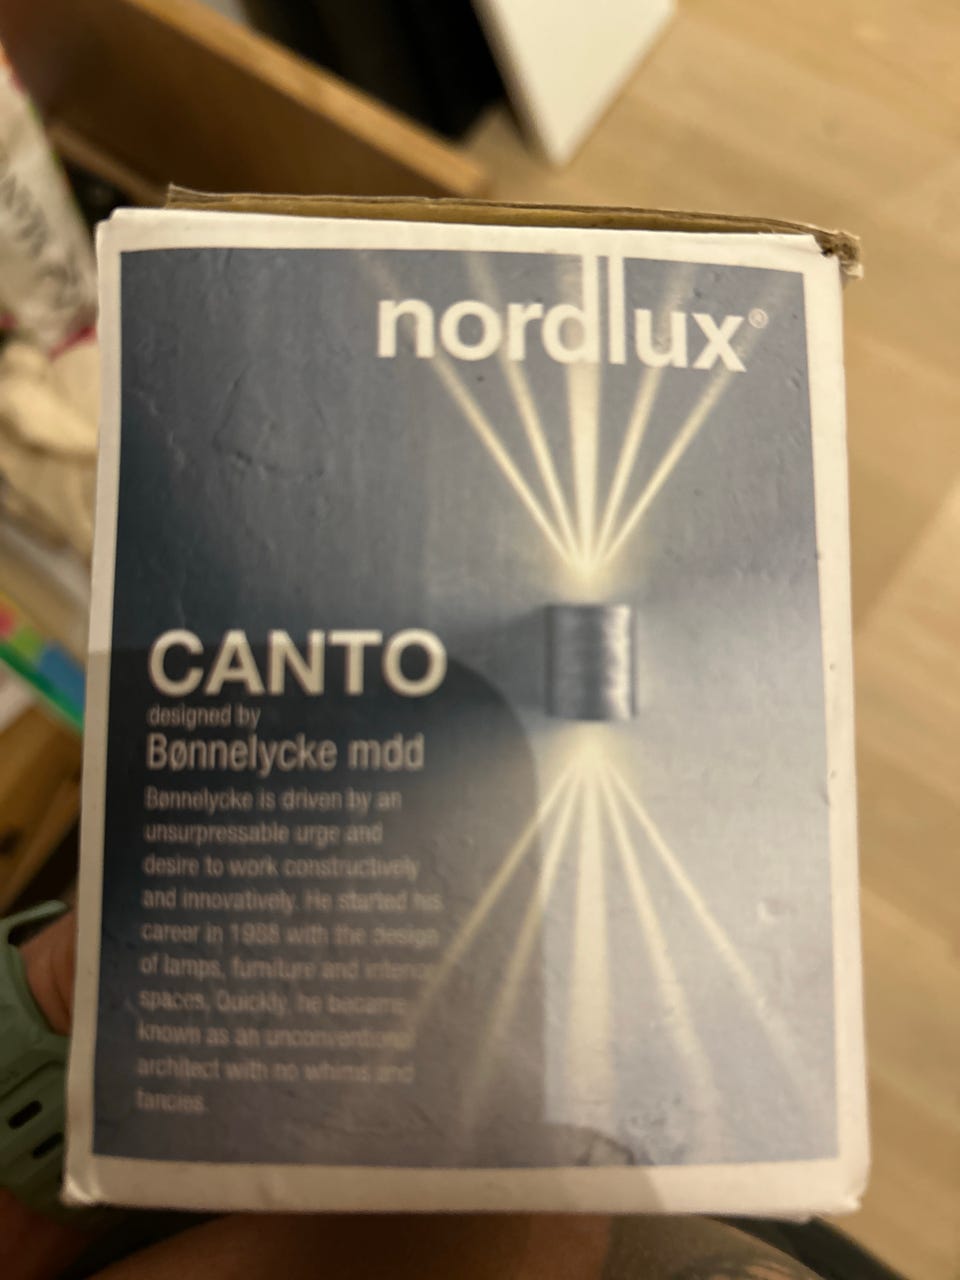 nordlux®
CANTO
designed by
Bønnelycke mdd
Bønnelycke is driven by an
unsurpressable urge and
desire to work constructively
and innovatively. He started his
career in 1988 with the design
of lamps, furniture and interior
spaces. Quickly, he became
known as an unconventional
architect with no whims and
fancies.